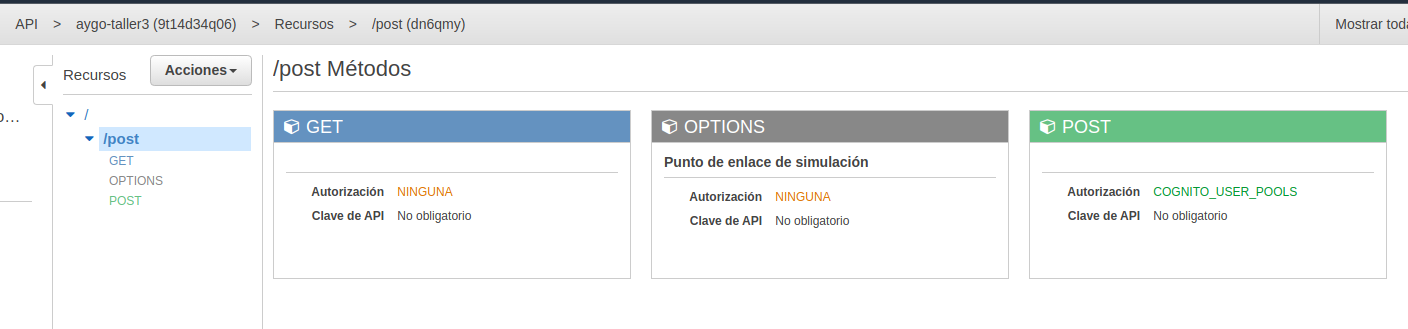 API > aygo-taller3 (9t14d34q06) > Recursos > /post (dn6qmy)
Mostrar
Recursos
Acciones
/
/post
GET
OPTIONS
POST
/post Métodos
GET
Autorización NINGUNA
Clave de API No obligatorio
OPTIONS
Punto de enlace de simulación
Autorización NINGUNA
Clave de API No obligatorio
POST
Autorización COGNITO_USER_POOLS
Clave de API No obligatorio